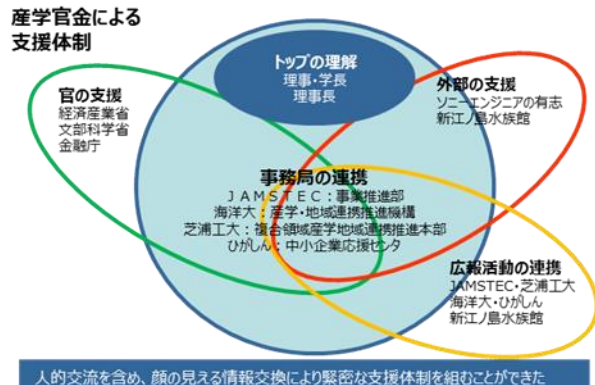 産学官金による
支援体制
トップの理解
理事・学長
理事長
官の支援
経済産業省
文部科学省
金融庁
外部の支援
ソニーエンジニアの有志
新江ノ島水族館
事務局の連携
JAMSTEC：事業推進部
海洋大：産学・地域連携推進機構
芝浦工大：複合領域産学地域連携推進本部
ひがしん：中小企業応援センタ
広報活動の連携
JAMSTEC・芝浦工大
海洋大・ひがしん
新江ノ島水族館
人的交流を含め、顔の見える情報交換により緊密な支援体制を組むことができた